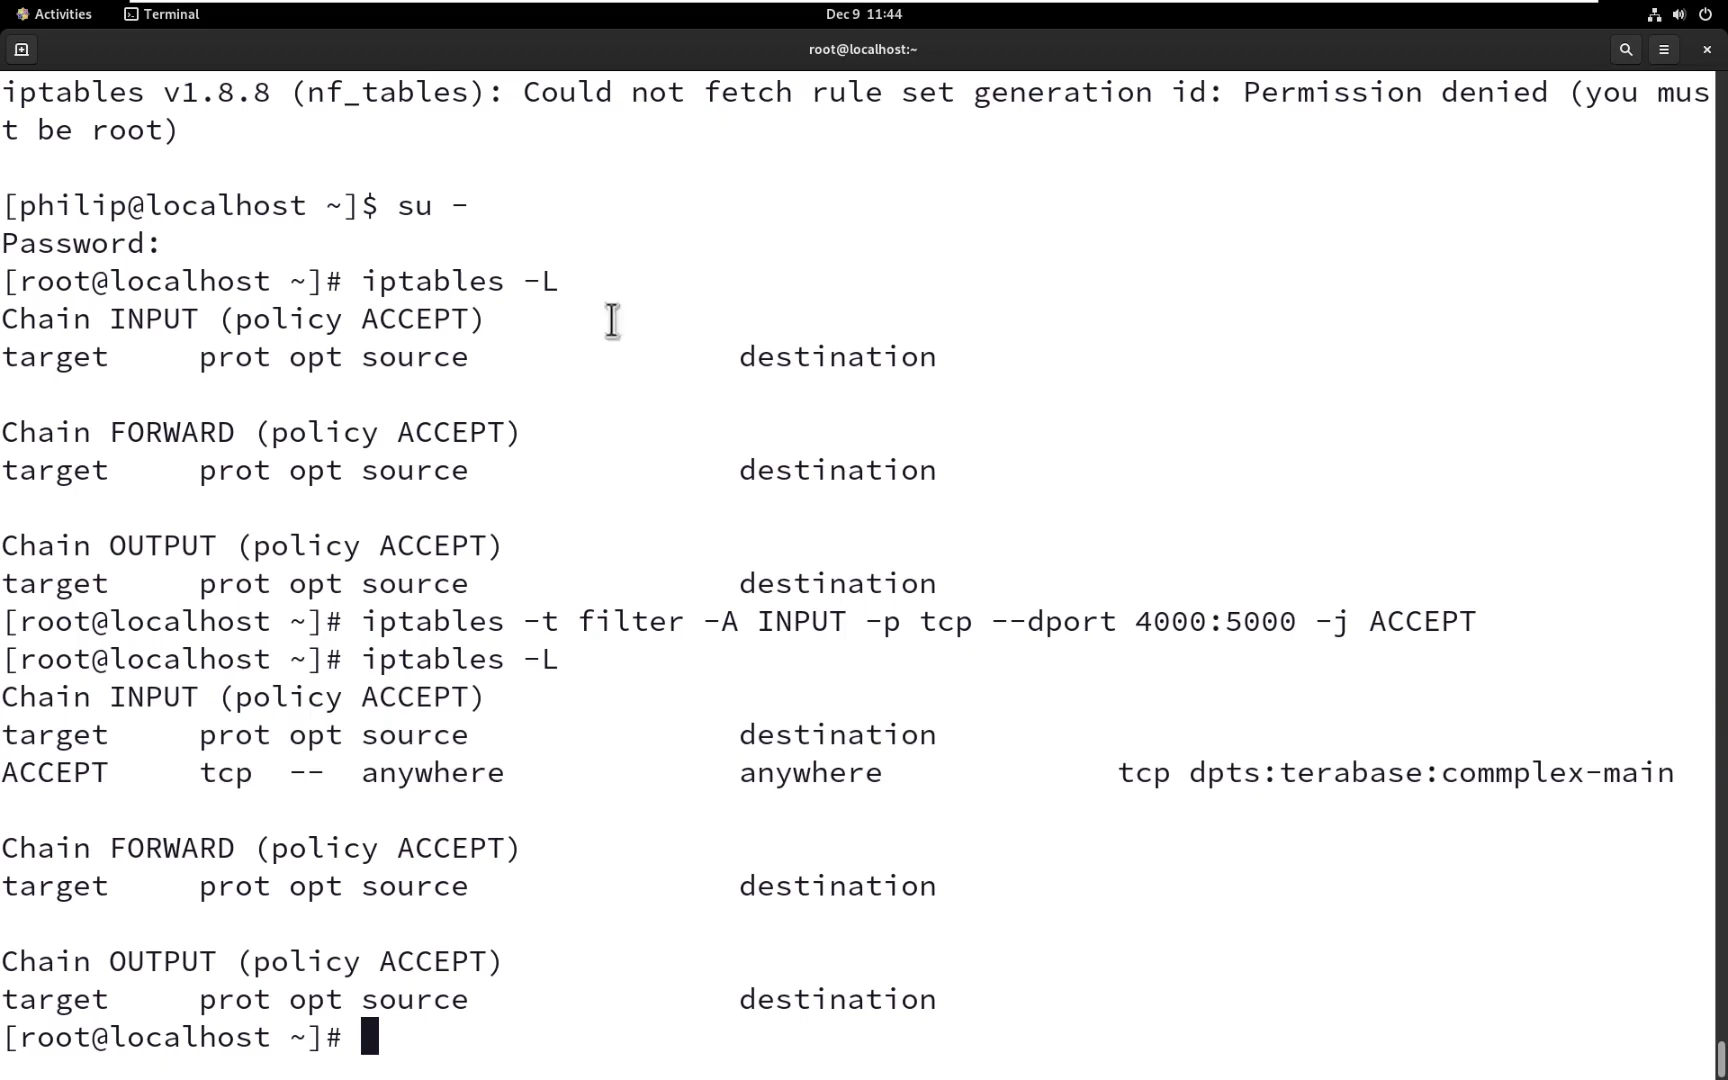 Activities Terminal Dec 9 11:44
root@localhost:~
iptables v1.8.8 (nf_tables): Could not fetch rule set generation id: Permission denied (you mus
t be root)
[philip@localhost ~]$ su -
Password:
[root@localhost ~]# iptables -L
Chain INPUT (policy ACCEPT)
target     prot opt source               destination
Chain FORWARD (policy ACCEPT)
target     prot opt source               destination
Chain OUTPUT (policy ACCEPT)
target     prot opt source               destination
[root@localhost ~]# iptables -t filter -A INPUT -p tcp --dport 4000:5000 -j ACCEPT
[root@localhost ~]# iptables -L
Chain INPUT (policy ACCEPT)
target     prot opt source               destination
ACCEPT     tcp  --  anywhere             anywhere             tcp dpts:terabase:commplex-main
Chain FORWARD (policy ACCEPT)
target     prot opt source               destination
Chain OUTPUT (policy ACCEPT)
target     prot opt source               destination
[root@localhost ~]#